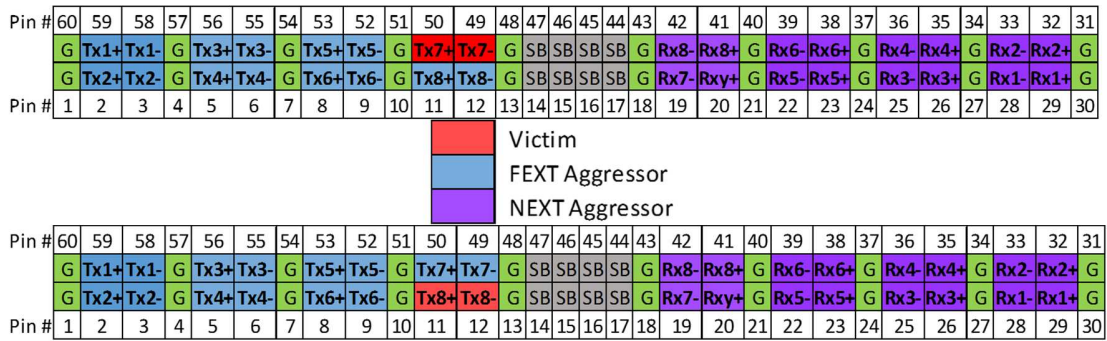 Pin # 60 59 58 57 56 55 54 53 52 51 50 49 48 47 46 45 44 43 42 41 40 39 38 37 36 35 34 33 32 31
G Tx1+ Tx1- G Tx3+ Tx3- G Tx5+ Tx5- G Tx7+ Tx7- G SB SB SB SB G Rx8- Rx8+ G Rx6- Rx6+ G Rx4- Rx4+ G Rx2- Rx2+ G
G Tx2+ Tx2- G Tx4+ Tx4- G Tx6+ Tx6- G Tx8+ Tx8- G SB SB SB SB G Rx7- Rxy+ G Rx5- Rx5+ G Rx3- Rx3+ G Rx1- Rx1+ G
Pin # 1 2 3 4 5 6 7 8 9 10 11 12 13 14 15 16 17 18 19 20 21 22 23 24 25 26 27 28 29 30
Victim
FEXT Aggressor
NEXT Aggressor
Pin # 60 59 58 57 56 55 54 53 52 51 50 49 48 47 46 45 44 43 42 41 40 39 38 37 36 35 34 33 32 31
G Tx1+ Tx1- G Tx3+ Tx3- G Tx5+ Tx5- G Tx7+ Tx7- G SB SB SB SB G Rx8- Rx8+ G Rx6- Rx6+ G Rx4- Rx4+ G Rx2- Rx2+ G
G Tx2+ Tx2- G Tx4+ Tx4- G Tx6+ Tx6- G Tx8+ Tx8- G SB SB SB SB G Rx7- Rxy+ G Rx5- Rx5+ G Rx3- Rx3+ G Rx1- Rx1+ G
Pin # 1 2 3 4 5 6 7 8 9 10 11 12 13 14 15 16 17 18 19 20 21 22 23 24 25 26 27 28 29 30